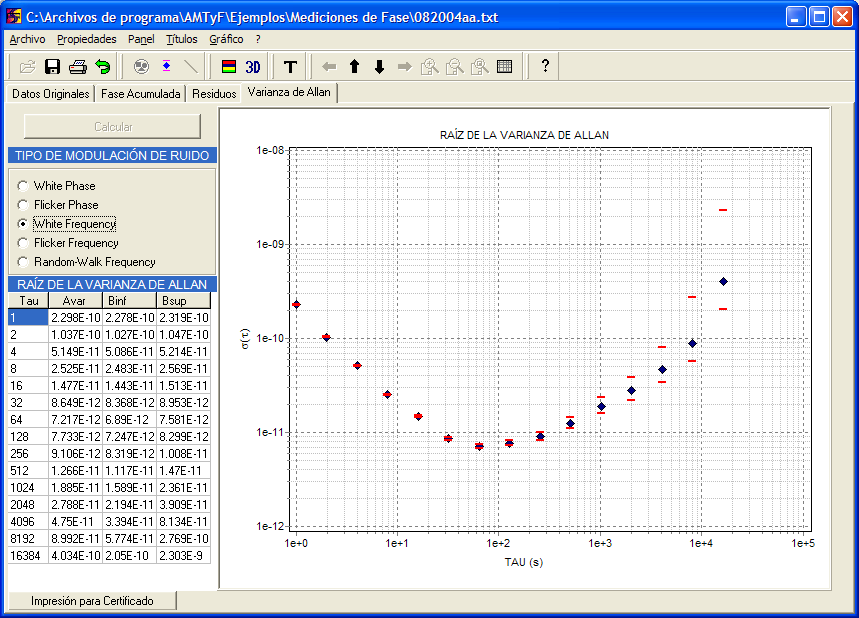 C:\Archivos de programa\AMTyF\Ejemplos\Mediciones de Fase\082004aa.txt
Archivo Propiedades Panel Títulos Gráfico ?
3D T ?
Datos Originales Fase Acumulada Residuos Varianza de Allan
Calcular
TIPO DE MODULACIÓN DE RUIDO
White Phase
Flicker Phase
White Frequency
Flicker Frequency
Random-Walk Frequency
RAÍZ DE LA VARIANZA DE ALLAN
Tau Avar Binf Bsup
1 2.298E-10 2.278E-10 2.319E-10
2 1.037E-10 1.027E-10 1.047E-10
4 5.149E-11 5.086E-11 5.214E-11
8 2.525E-11 2.483E-11 2.569E-11
16 1.477E-11 1.443E-11 1.513E-11
32 8.649E-12 8.368E-12 8.953E-12
64 7.217E-12 6.89E-12 7.581E-12
128 7.733E-12 7.247E-12 8.299E-12
256 9.106E-12 8.319E-12 1.008E-11
512 1.266E-11 1.117E-11 1.47E-11
1024 1.885E-11 1.589E-11 2.361E-11
2048 2.788E-11 2.194E-11 3.909E-11
4096 4.75E-11 3.394E-11 8.134E-11
8192 8.992E-11 5.774E-11 2.769E-10
16384 4.034E-10 2.05E-10 2.303E-9
Impresión para Certificado
RAÍZ DE LA VARIANZA DE ALLAN
1e-08
1e-09
1e-10
1e-11
1e-12
σ(τ)
1e+0 1e+1 1e+2 1e+3 1e+4 1e+5
TAU (s)